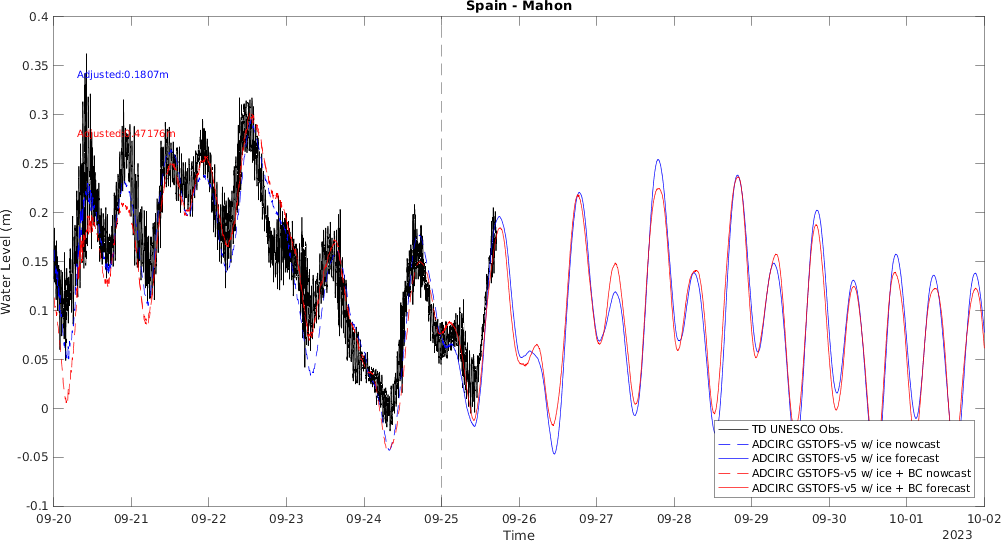 Spain - Mahon
0.4
0.35
0.3
0.25
0.2
0.15
0.1
0.05
0
-0.05
-0.1
Water Level (m)
Adjusted:0.1807m
Adjusted:0.47176m
TD UNESCO Obs.
ADCIRC GSTOFS-v5 w/ ice nowcast
ADCIRC GSTOFS-v5 w/ ice forecast
ADCIRC GSTOFS-v5 w/ ice + BC nowcast
ADCIRC GSTOFS-v5 w/ ice + BC forecast
09-20 09-21 09-22 09-23 09-24 09-25 09-26 09-27 09-28 09-29 09-30 10-01 10-02
Time
2023